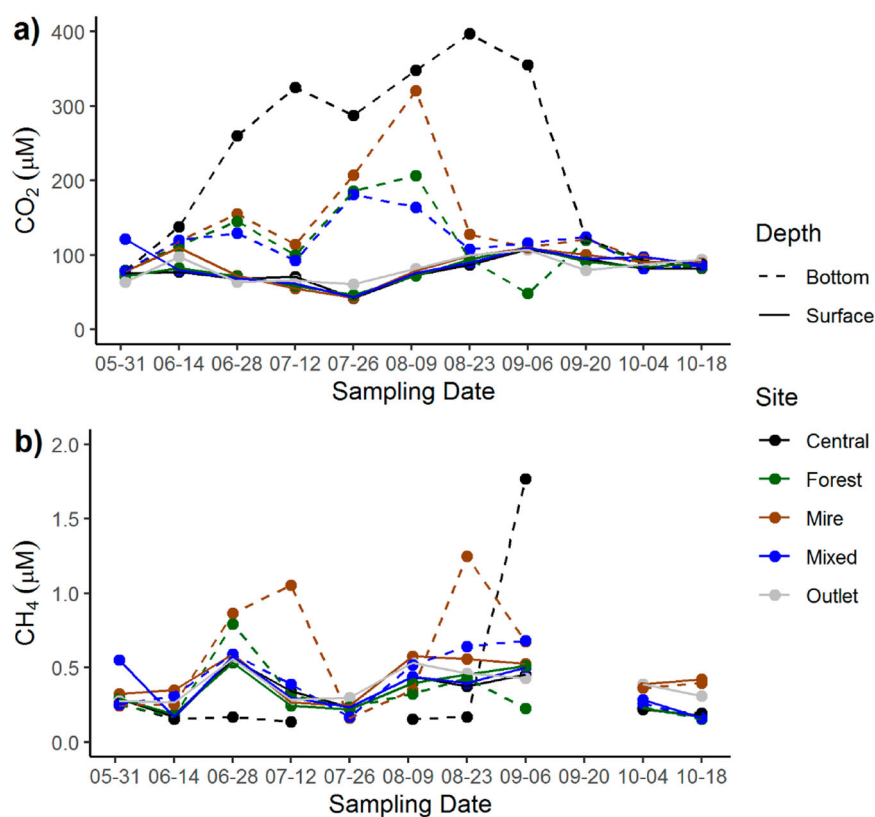 a)
400
300
200
100
0
CO₂ (μM)
05-31 06-14 06-28 07-12 07-26 08-09 08-23 09-06 09-20 10-04 10-18
Sampling Date
b)
2.0
1.5
1.0
0.5
0.0
CH₄ (μM)
05-31 06-14 06-28 07-12 07-26 08-09 08-23 09-06 09-20 10-04 10-18
Sampling Date
Depth
Bottom
Surface
Site
Central
Forest
Mire
Mixed
Outlet